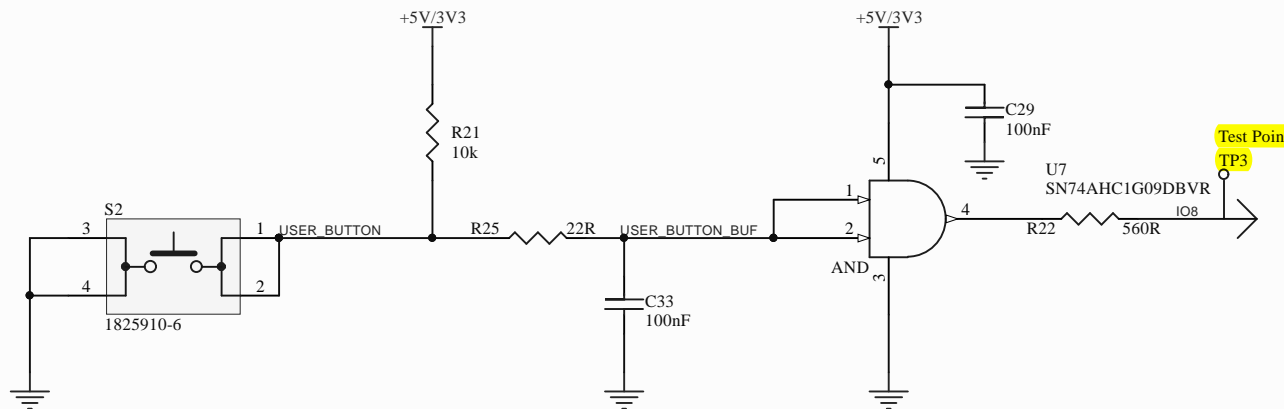 +5V/3V3
+5V/3V3
C29
100nF
R21
10k
Test Poin
TP3
U7
SN74AHC1G09DBVR
5
1
4
IO8
R22
560R
S2
3
1
USER_BUTTON
R25
22R
USER_BUTTON_BUF
2
AND
3
4
2
C33
100nF
1825910-6